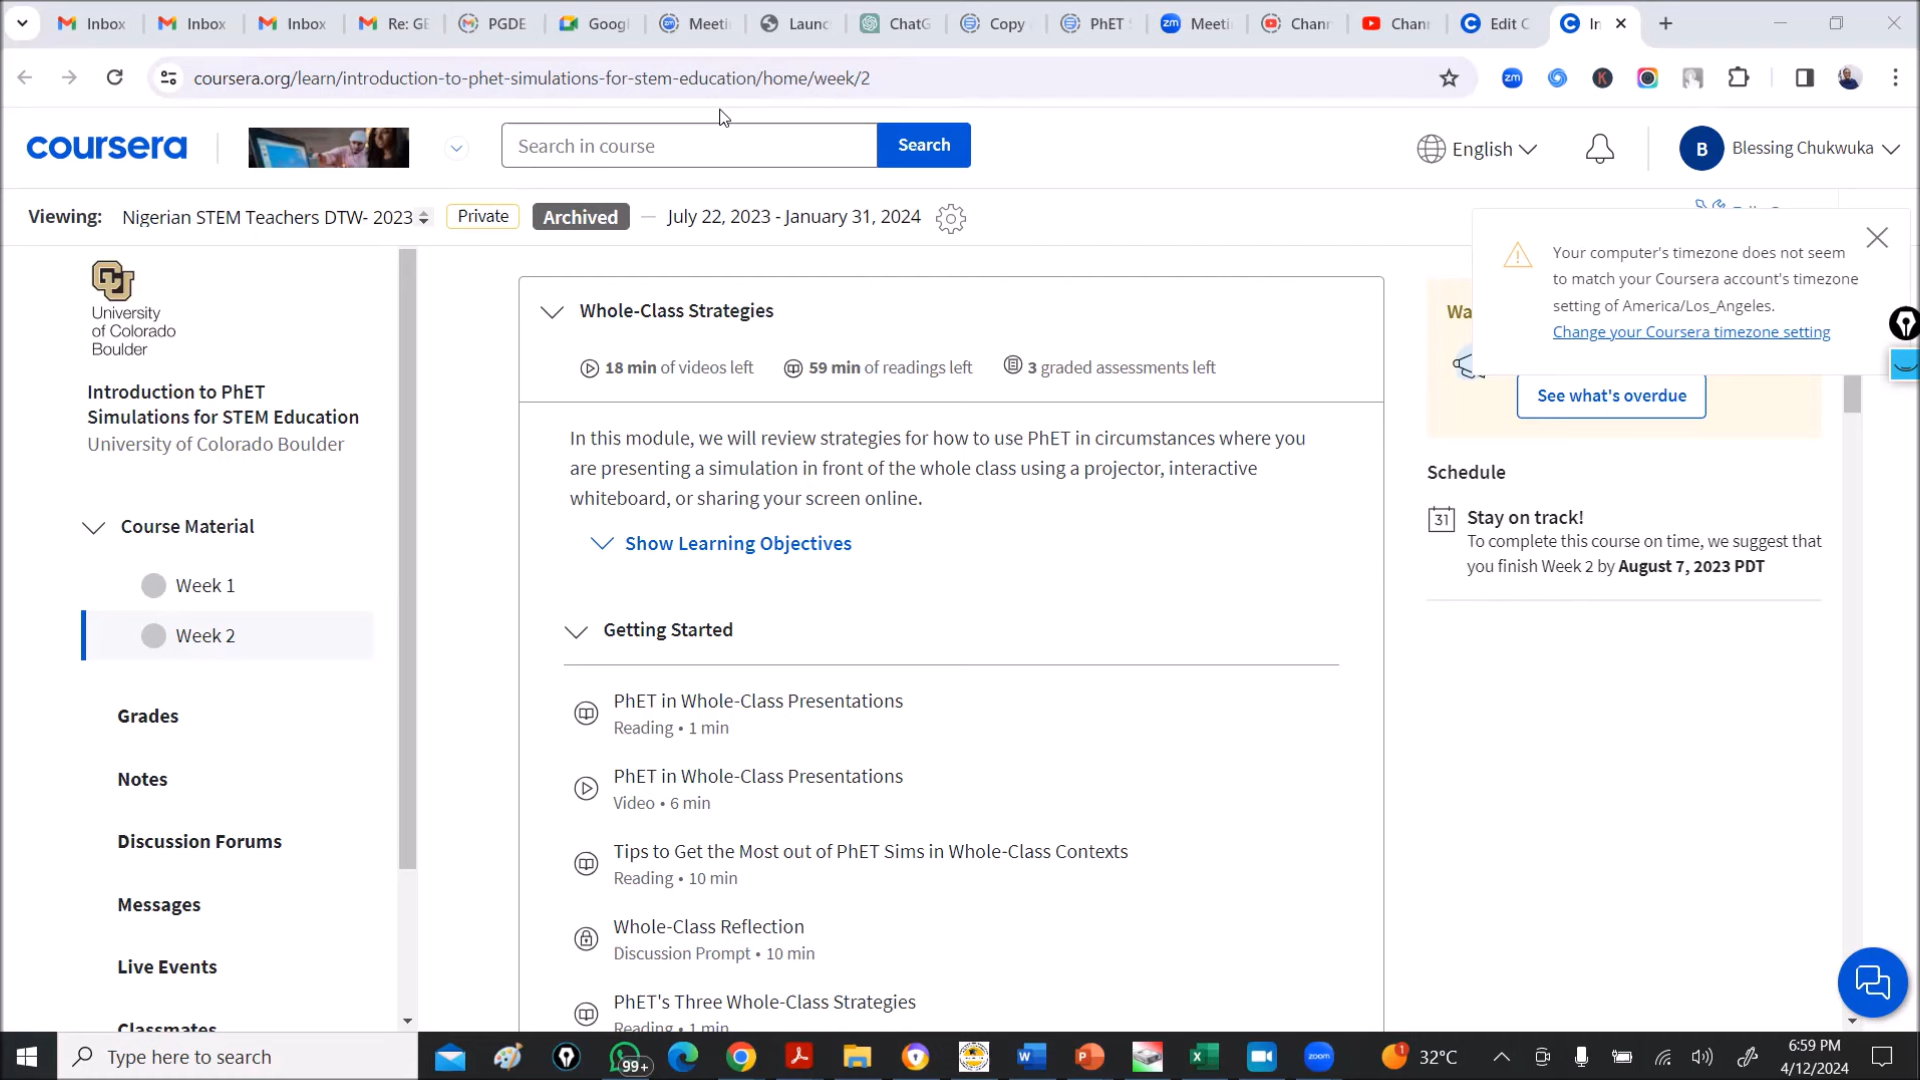 Inbox
Inbox
Inbox
Re: GE
PGDE
Googl
Meeti
Launc
ChatG
Copy
PhET
Meeti
Chann
Chann
Edit C
In
coursera.org/learn/introduction-to-phet-simulations-for-stem-education/home/week/2
coursera
Search in course
Search
English
B
Blessing Chukwuka
Viewing:
Nigerian STEM Teachers DTW- 2023
Private
Archived
— July 22, 2023 - January 31, 2024
CU
University
of Colorado
Boulder
Introduction to PhET
Simulations for STEM Education
University of Colorado Boulder
Course Material
Week 1
Week 2
Grades
Notes
Discussion Forums
Messages
Live Events
Classmates
Whole-Class Strategies
18 min of videos left
59 min of readings left
3 graded assessments left
In this module, we will review strategies for how to use PhET in circumstances where you
are presenting a simulation in front of the whole class using a projector, interactive
whiteboard, or sharing your screen online.
Show Learning Objectives
Getting Started
PhET in Whole-Class Presentations
Reading • 1 min
PhET in Whole-Class Presentations
Video • 6 min
Tips to Get the Most out of PhET Sims in Whole-Class Contexts
Reading • 10 min
Whole-Class Reflection
Discussion Prompt • 10 min
PhET's Three Whole-Class Strategies
Reading • 1 min
Your computer's timezone does not seem
to match your Coursera account's timezone
setting of America/Los_Angeles.
Change your Coursera timezone setting
Wa
See what's overdue
Schedule
31
Stay on track!
To complete this course on time, we suggest that
you finish Week 2 by August 7, 2023 PDT
Type here to search
99+
32°C
6:59 PM
4/12/2024